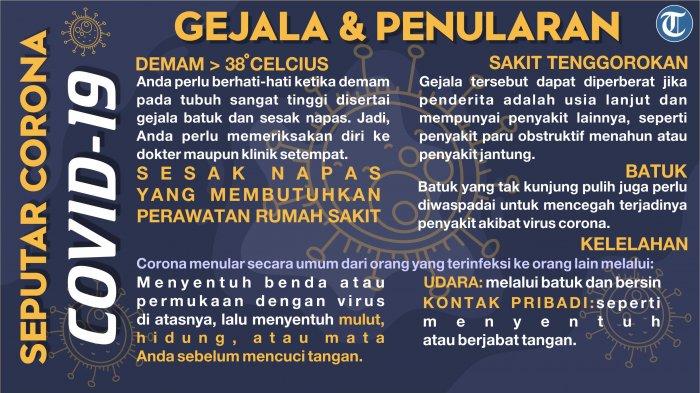 SEPUTAR CORONA
COVID-19
GEJALA & PENULARAN
T
DEMAM > 38°CELCIUS
Anda perlu berhati-hati ketika demam
pada tubuh sangat tinggi disertai
gejala batuk dan sesak napas. Jadi,
Anda perlu memeriksakan diri ke
dokter maupun klinik setempat.
SESAK NAPAS
YANG MEMBUTUHKAN
PERAWATAN RUMAH SAKIT
SAKIT TENGGOROKAN
Gejala tersebut dapat diperberat jika
penderita adalah usia lanjut dan
mempunyai penyakit lainnya, seperti
penyakit paru obstruktif menahun atau
penyakit jantung.
BATUK
Batuk yang tak kunjung pulih juga perlu
diwaspadai untuk mencegah terjadinya
penyakit akibat virus corona.
KELELAHAN
Corona menular secara umum dari orang yang terinfeksi ke orang lain melalui:
Menyentuh benda atau
permukaan dengan virus
di atasnya, lalu menyentuh mulut,
hidung, atau mata
Anda sebelum mencuci tangan.
UDARA: melalui batuk dan bersin
KONTAK PRIBADI:seperti
menyentuh
atau berjabat tangan.